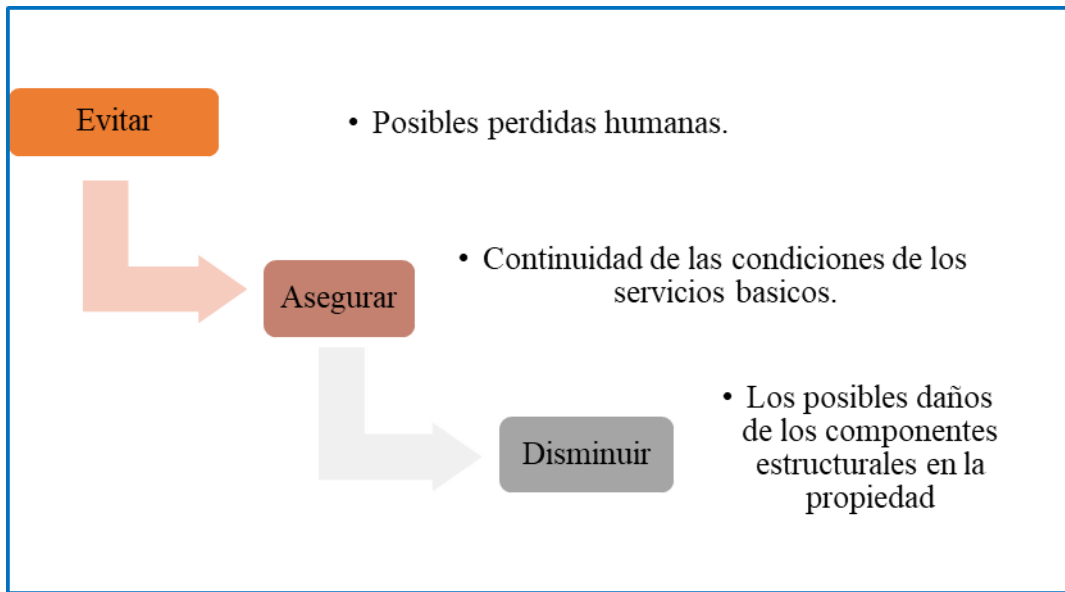 Evitar
• Posibles perdidas humanas.
Asegurar
• Continuidad de las condiciones de los
servicios basicos.
Disminuir
• Los posibles daños
de los componentes
estructurales en la
propiedad